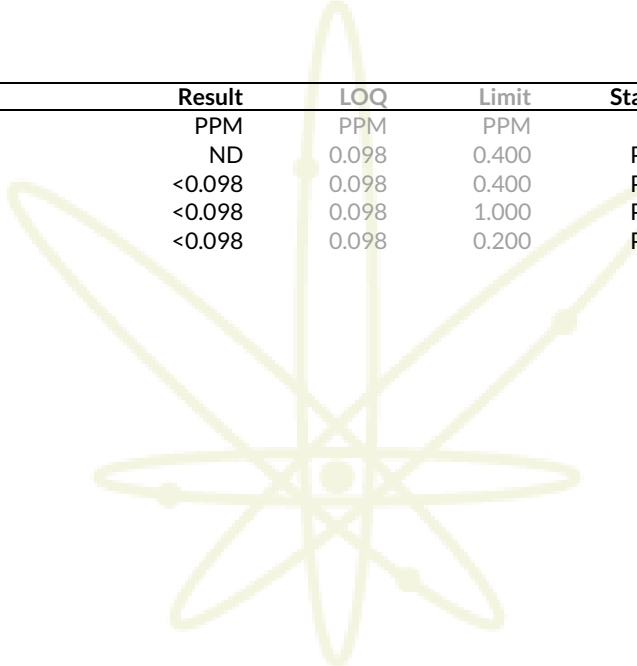 Result LOQ Limit Sta
PPM PPM PPM
ND 0.098 0.400 P
<0.098 0.098 0.400 P
<0.098 0.098 1.000 P
<0.098 0.098 0.200 P